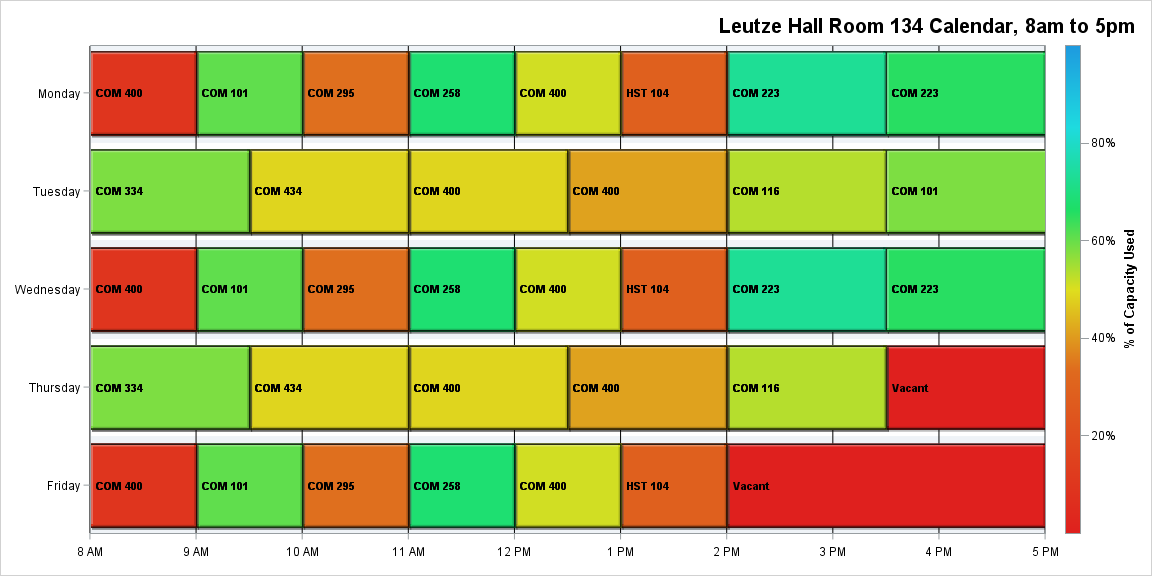 Leutze Hall Room 134 Calendar, 8am to 5pm
Monday COM 400 COM 101 COM 295 COM 258 COM 400 HST 104 COM 223 COM 223
80%
Tuesday COM 334 COM 434 COM 400 COM 400 COM 116 COM 101
60%
% of Capacity Used
Wednesday COM 400 COM 101 COM 295 COM 258 COM 400 HST 104 COM 223 COM 223
40%
Thursday COM 334 COM 434 COM 400 COM 400 COM 116 Vacant
20%
Friday COM 400 COM 101 COM 295 COM 258 COM 400 HST 104 Vacant
8 AM 9 AM 10 AM 11 AM 12 PM 1 PM 2 PM 3 PM 4 PM 5 PM